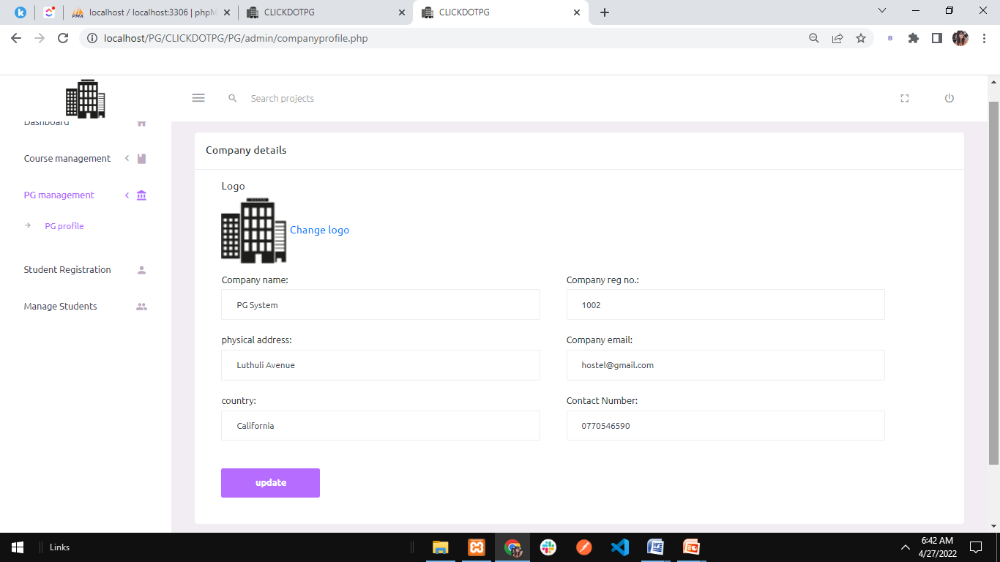 localhost / localhost:3306 | phpM
CLICKDOTPG
CLICKDOTPG
localhost/PG/CLICKDOTPG/PG/admin/companyprofile.php
B
Search projects
Dashboard
Course management
PG management
PG profile
Student Registration
Manage Students
Company details
Logo
Change logo
Company name:
Company reg no.:
PG System
1002
physical address:
Company email:
Luthuli Avenue
hostel@gmail.com
country:
Contact Number:
California
0770546590
update
Links
6:42 AM
4/27/2022